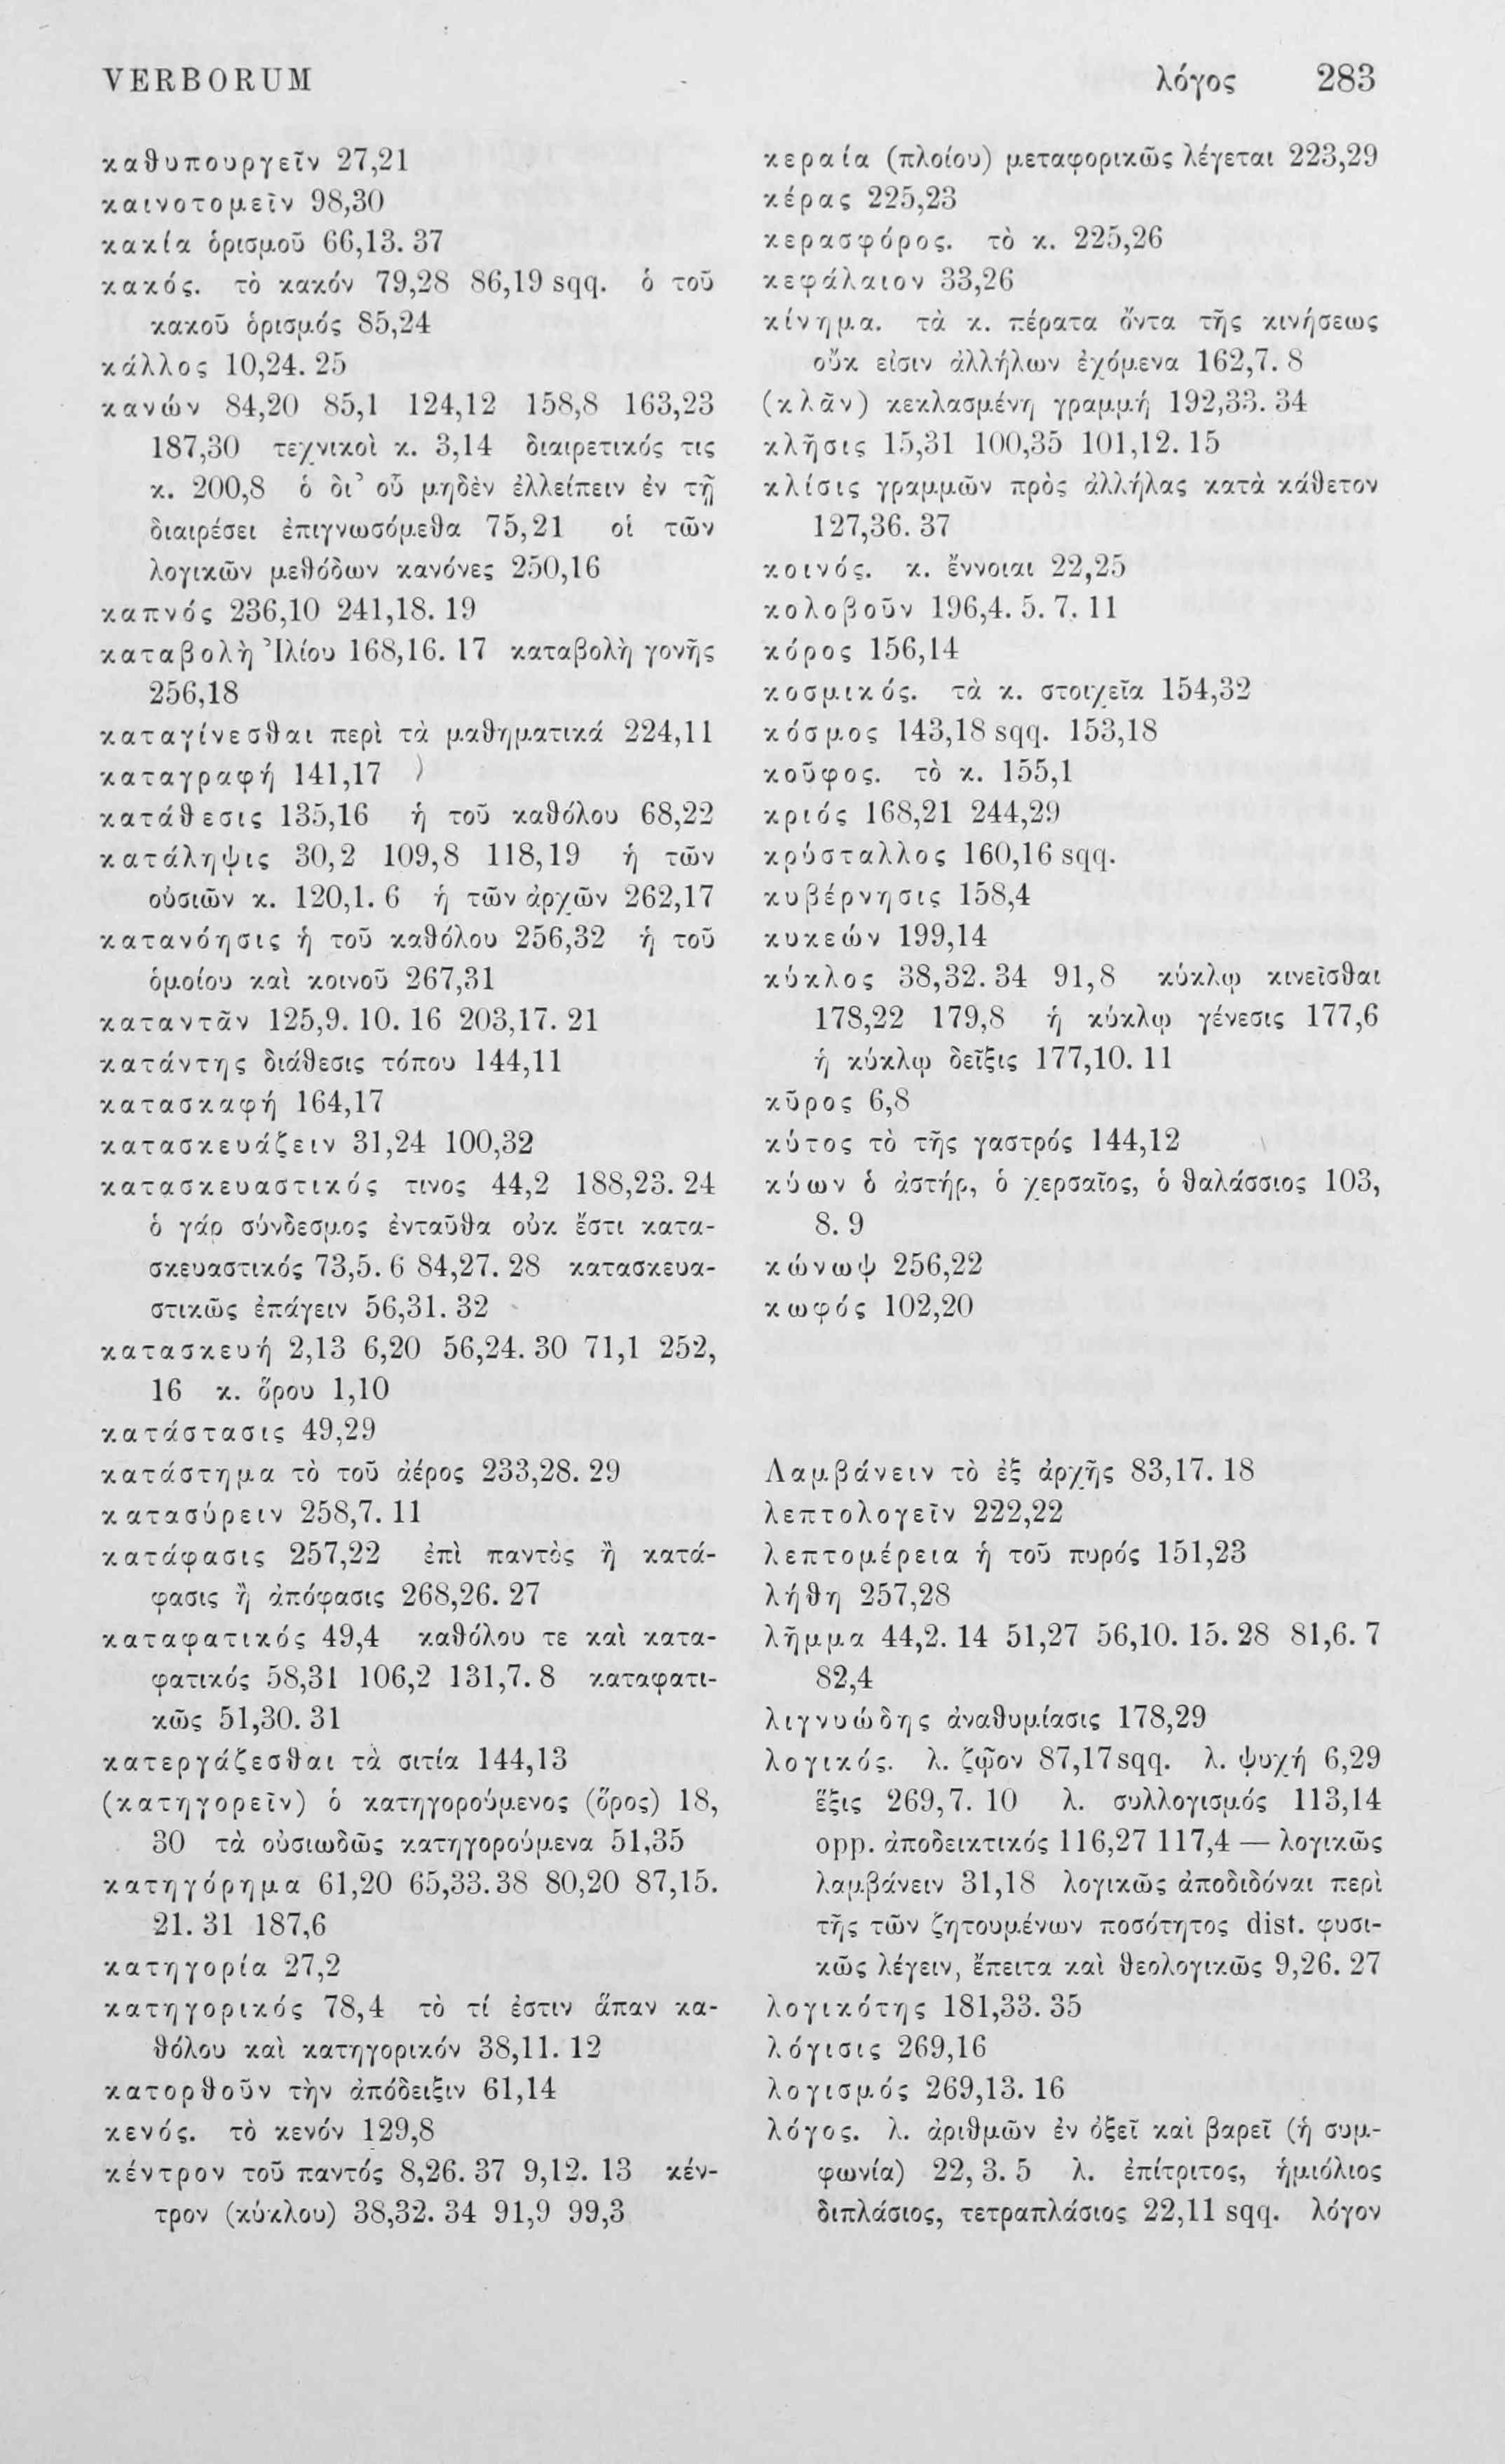 VERBORUM λόγος 283
καθυπουργεῖν 27,21
καινοτομεῖν 98,30
κακία ὁρισμοῦ 66,13. 37
κακός. τὸ κακόν 79,28 86,19 sqq. ὁ τοῦ
κακοῦ ὁρισμός 85,24
κάλλος 10,24. 25
κανών 84,20 85,1 124,12 158,8 163,23
187,30 τεχνικοὶ κ. 3,14 διαιρετικός τις
κ. 200,8 ὁ δι’ οὗ μηδὲν ἐλλείπειν ἐν τῇ
διαιρέσει ἐπιγνωσόμεθα 75,21 οἱ τῶν
λογικῶν μεθόδων κανόνες 250,16
καπνός 236,10 241,18. 19
καταβολὴ Ἰλίου 168,16. 17 καταβολὴ γονῆς
256,18
καταγίνεσθαι περὶ τὰ μαθηματικά 224,11
καταγραφή 141,17
κατάθεσις 135,16 ἡ τοῦ καθόλου 68,22
κατάληψις 30,2 109,8 118,19 ἡ τῶν
οὐσιῶν κ. 120,1. 6 ἡ τῶν ἀρχῶν 262,17
κατανόησις ἡ τοῦ καθόλου 256,32 ἡ τοῦ
ὁμοίου καὶ κοινοῦ 267,31
καταντᾶν 125,9. 10. 16 203,17. 21
κατάντης διάθεσις τόπου 144,11
κατασκαφή 164,17
κατασκευάζειν 31,24 100,32
κατασκευαστικός τινος 44,2 188,23. 24
ὁ γάρ σύνδεσμος ἐνταῦθα οὐκ ἔστι κατα-
σκευαστικός 73,5. 6 84,27. 28 κατασκευα-
στικῶς ἐπάγειν 56,31. 32
κατασκευή 2,13 6,20 56,24. 30 71,1 252,
16 κ. ὅρου 1,10
κατάστασις 49,29
κατάστημα τὸ τοῦ ἀέρος 233,28. 29
κατασύρειν 258,7. 11
κατάφασις 257,22 ἐπὶ παντὸς ἢ κατά-
φασις ἢ ἀπόφασις 268,26. 27
καταφατικός 49,4 καθόλου τε καὶ κατα-
φατικός 58,31 106,2 131,7. 8 καταφατι-
κῶς 51,30. 31
κατεργάζεσθαι τὰ σιτία 144,13
(κατηγορεῖν) ὁ κατηγορούμενος (ὅρος) 18,
30 τὰ οὐσιωδῶς κατηγορούμενα 51,35
κατηγόρημα 61,20 65,33. 38 80,20 87,15.
21. 31 187,6
κατηγορία 27,2
κατηγορικός 78,4 τὸ τί ἐστιν ἅπαν κα-
θόλου καὶ κατηγορικόν 38,11. 12
κατορθοῦν τὴν ἀπόδειξιν 61,14
κενός. τὸ κενόν 129,8
κέντρον τοῦ παντός 8,26. 37 9,12. 13 κέν-
τρον (κύκλου) 38,32. 34 91,9 99,3
κεραία (πλοίου) μεταφορικῶς λέγεται 223,29
κέρας 225,23
κερασφόρος. τὸ κ. 225,26
κεφάλαιον 33,26
κίνημα. τὰ κ. πέρατα ὄντα τῆς κινήσεως
οὔκ εἰσιν ἀλλήλων ἐχόμενα 162,7. 8
(κλᾶν) κεκλασμένη γραμμή 192,33. 34
κλῆσις 15,31 100,35 101,12. 15
κλίσις γραμμῶν πρὸς ἀλλήλας κατὰ κάθετον
127,36. 37
κοινός. κ. ἔννοιαι 22,25
κολοβοῦν 196,4. 5. 7. 11
κόρος 156,14
κοσμικός. τὰ κ. στοιχεῖα 154,32
κόσμος 143,18 sqq. 153,18
κοῦφος. τὸ κ. 155,1
κριός 168,21 244,29
κρύσταλλος 160,16 sqq.
κυβέρνησις 158,4
κυκεών 199,14
κύκλος 38,32. 34 91,8 κύκλῳ κινεῖσθαι
178,22 179,8 ἡ κύκλῳ γένεσις 177,6
ἡ κύκλῳ δεῖξις 177,10. 11
κῦρος 6,8
κύτος τὸ τῆς γαστρός 144,12
κύων ὁ ἀστήρ, ὁ χερσαῖος, ὁ θαλάσσιος 103,
8. 9
κώνωψ 256,22
κωφός 102,20
Λαμβάνειν τὸ ἐξ ἀρχῆς 83,17. 18
λεπτολογεῖν 222,22
λεπτομέρεια ἡ τοῦ πυρός 151,23
λήθη 257,28
λῆμμα 44,2. 14 51,27 56,10. 15. 28 81,6. 7
82,4
λιγνυώδης ἀναθυμίασις 178,29
λογικός. λ. ζῷον 87,17 sqq. λ. ψυχή 6,29
ἕξις 269,7. 10 λ. συλλογισμός 113,14
opp. ἀποδεικτικός 116,27 117,4 — λογικῶς
λαμβάνειν 31,18 λογικῶς ἀποδιδόναι περὶ
τῆς τῶν ζητουμένων ποσότητος dist. φυσι-
κῶς λέγειν, ἔπειτα καὶ θεολογικῶς 9,26. 27
λογικότης 181,33. 35
λόγισις 269,16
λογισμός 269,13. 16
λόγος. λ. ἀριθμῶν ἐν ὀξεῖ καὶ βαρεῖ (ἡ συμ-
φωνία) 22, 3. 5 λ. ἐπίτριτος, ἡμιόλιος
διπλάσιος, τετραπλάσιος 22,11 sqq. λόγον